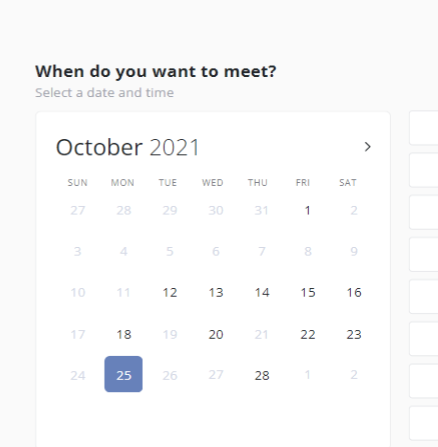 When do you want to meet?
Select a date and time
October 2021 >
SUN MON TUE WED THU FRI SAT
27 28 29 30 31 1 2
3 4 5 6 7 8 9
10 11 12 13 14 15 16
17 18 19 20 21 22 23
24 25 26 27 28 1 2